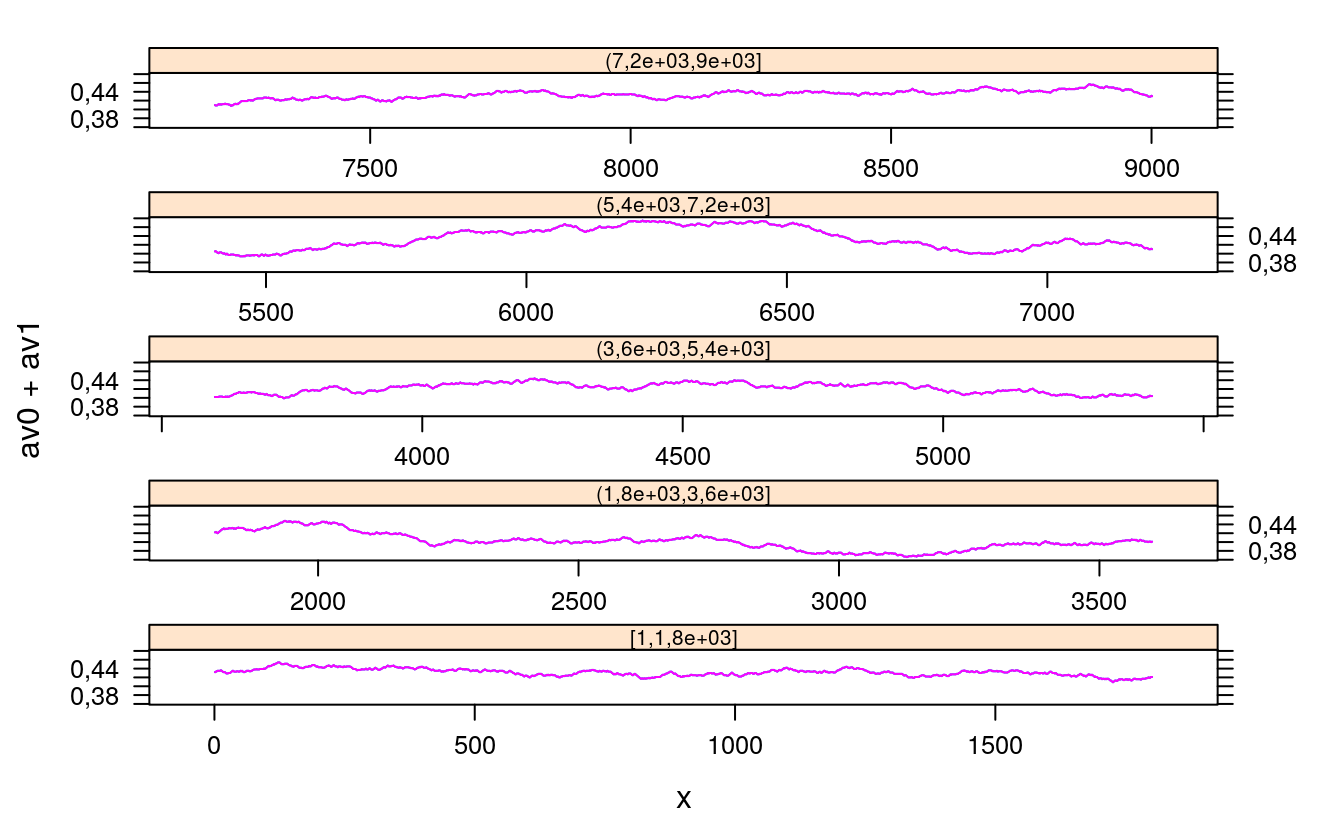 (7,2e+03,9e+03]
0,44
0,38
7500 8000 8500 9000
(5,4e+03,7,2e+03]
0,44
0,38
5500 6000 6500 7000
(3,6e+03,5,4e+03]
0,44
0,38
4000 4500 5000
(1,8e+03,3,6e+03]
0,44
0,38
2000 2500 3000 3500
[1,1,8e+03]
0,44
0,38
0 500 1000 1500
x
av0 + av1